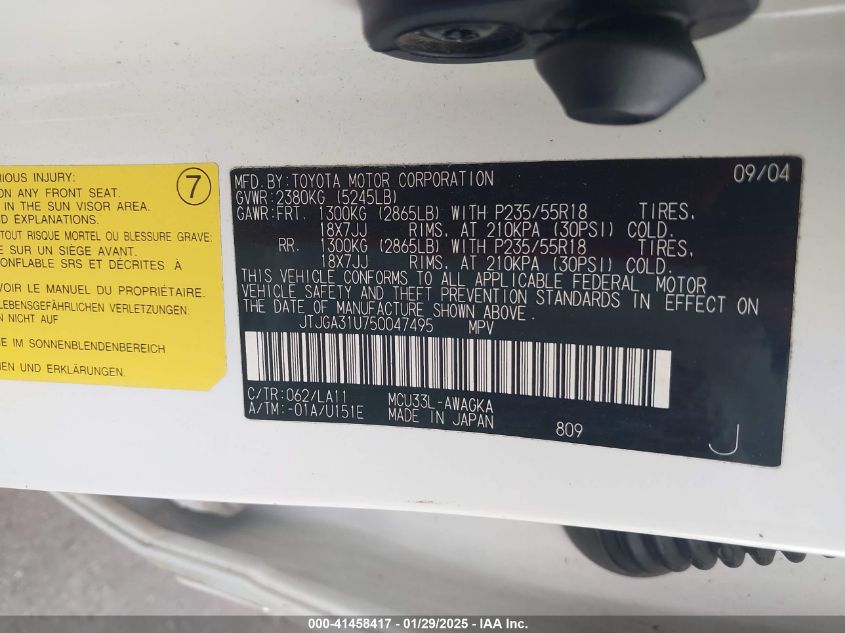 NIOUS INJURY:
ON ANY FRONT SEAT.
IN THE SUN VISOR AREA.
D EXPLANATIONS.
TOUT RISQUE MORTEL OU BLESSURE GRAVE:
E SUR UN SIÈGE AVANT.
ONFLABLE SRS ET DÉCRITES À
OIR LE MANUEL DU PROPRIÉTAIRE.
LEBENSGEFÄHRLICHEN VERLETZUNGEN:
N NICHT AUF
E IM SONNENBLENDENBEREICH
EN UND ERKLÄRUNGEN.
7
MFD.BY:TOYOTA MOTOR CORPORATION 09/04
GVWR:2380KG (5245LB)
GAWR:FRT. 1300KG (2865LB) WITH P235/55R18 TIRES,
18X7JJ RIMS, AT 210KPA (30PSI) COLD.
RR. 1300KG (2865LB) WITH P235/55R18 TIRES,
18X7JJ RIMS, AT 210KPA (30PSI) COLD.
THIS VEHICLE CONFORMS TO ALL APPLICABLE FEDERAL MOTOR
VEHICLE SAFETY AND THEFT PREVENTION STANDARDS IN EFFECT ON
THE DATE OF MANUFACTURE SHOWN ABOVE.
JTJGA31U750047495 MPV
C/TR:062/LA11 MCU33L-AWAGKA
A/TM:-01A/U151E MADE IN JAPAN 809 J
000-41458417 - 01/29/2025 - IAA Inc.